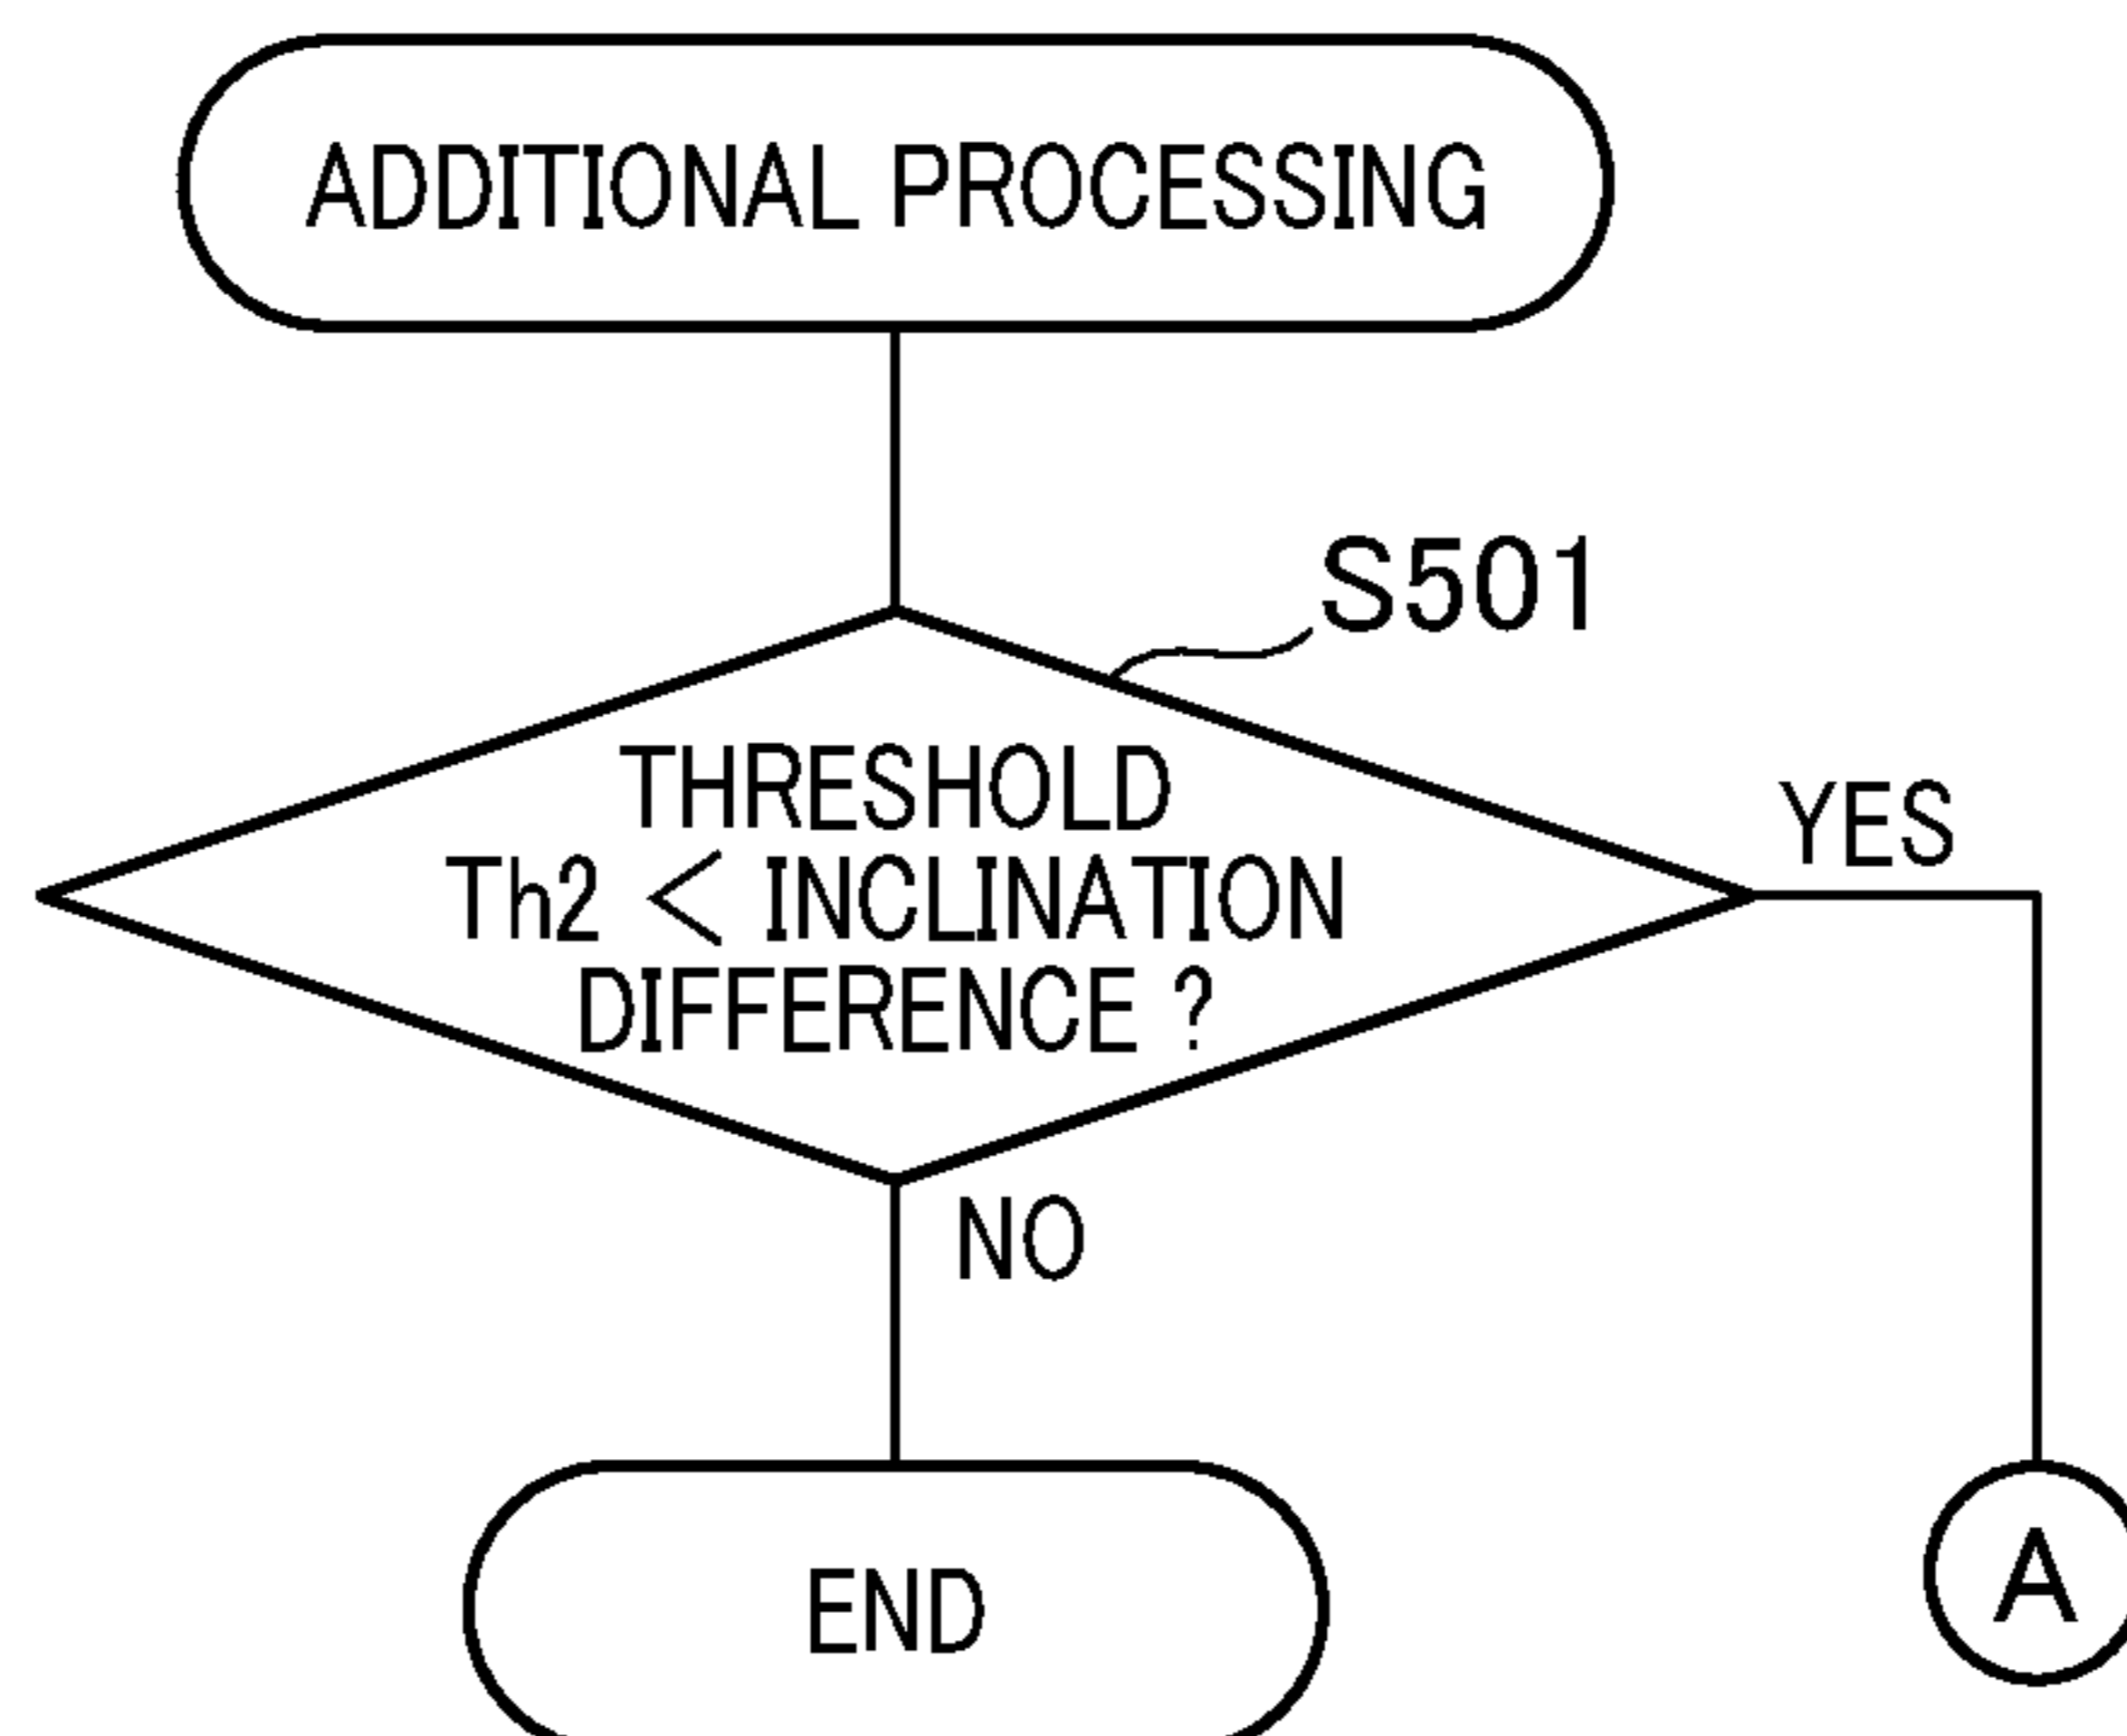 ADDITIONAL PROCESSING
S501
THRESHOLD
Th2 < INCLINATION
DIFFERENCE ?
YES
NO
END
A